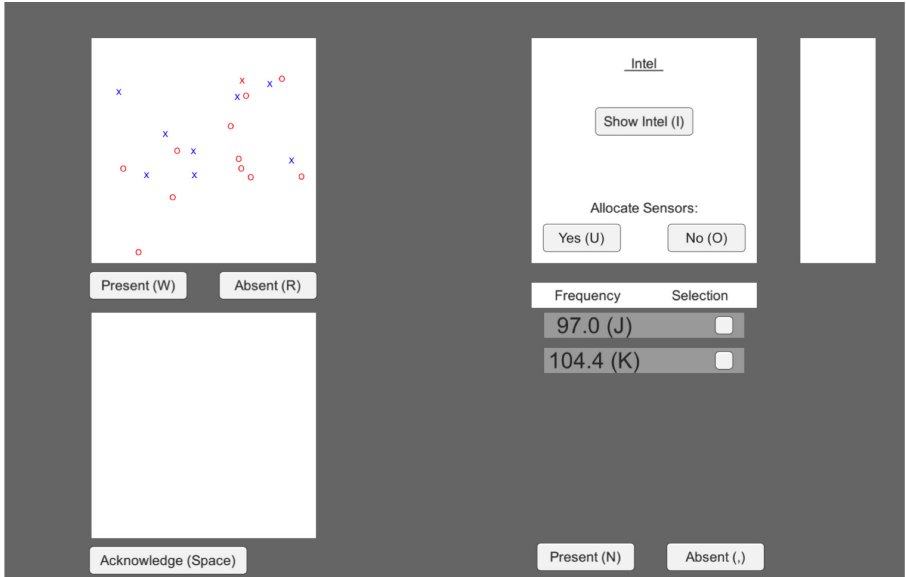 Intel
Show Intel (I)
Allocate Sensors:
Yes (U)
No (O)
x o
x
x
x o
o
x
o x
o
x
o
o
x
x
o
o
o
o
Present (W)
Absent (R)
Frequency
Selection
97.0 (J)
104.4 (K)
Acknowledge (Space)
Present (N)
Absent (,)